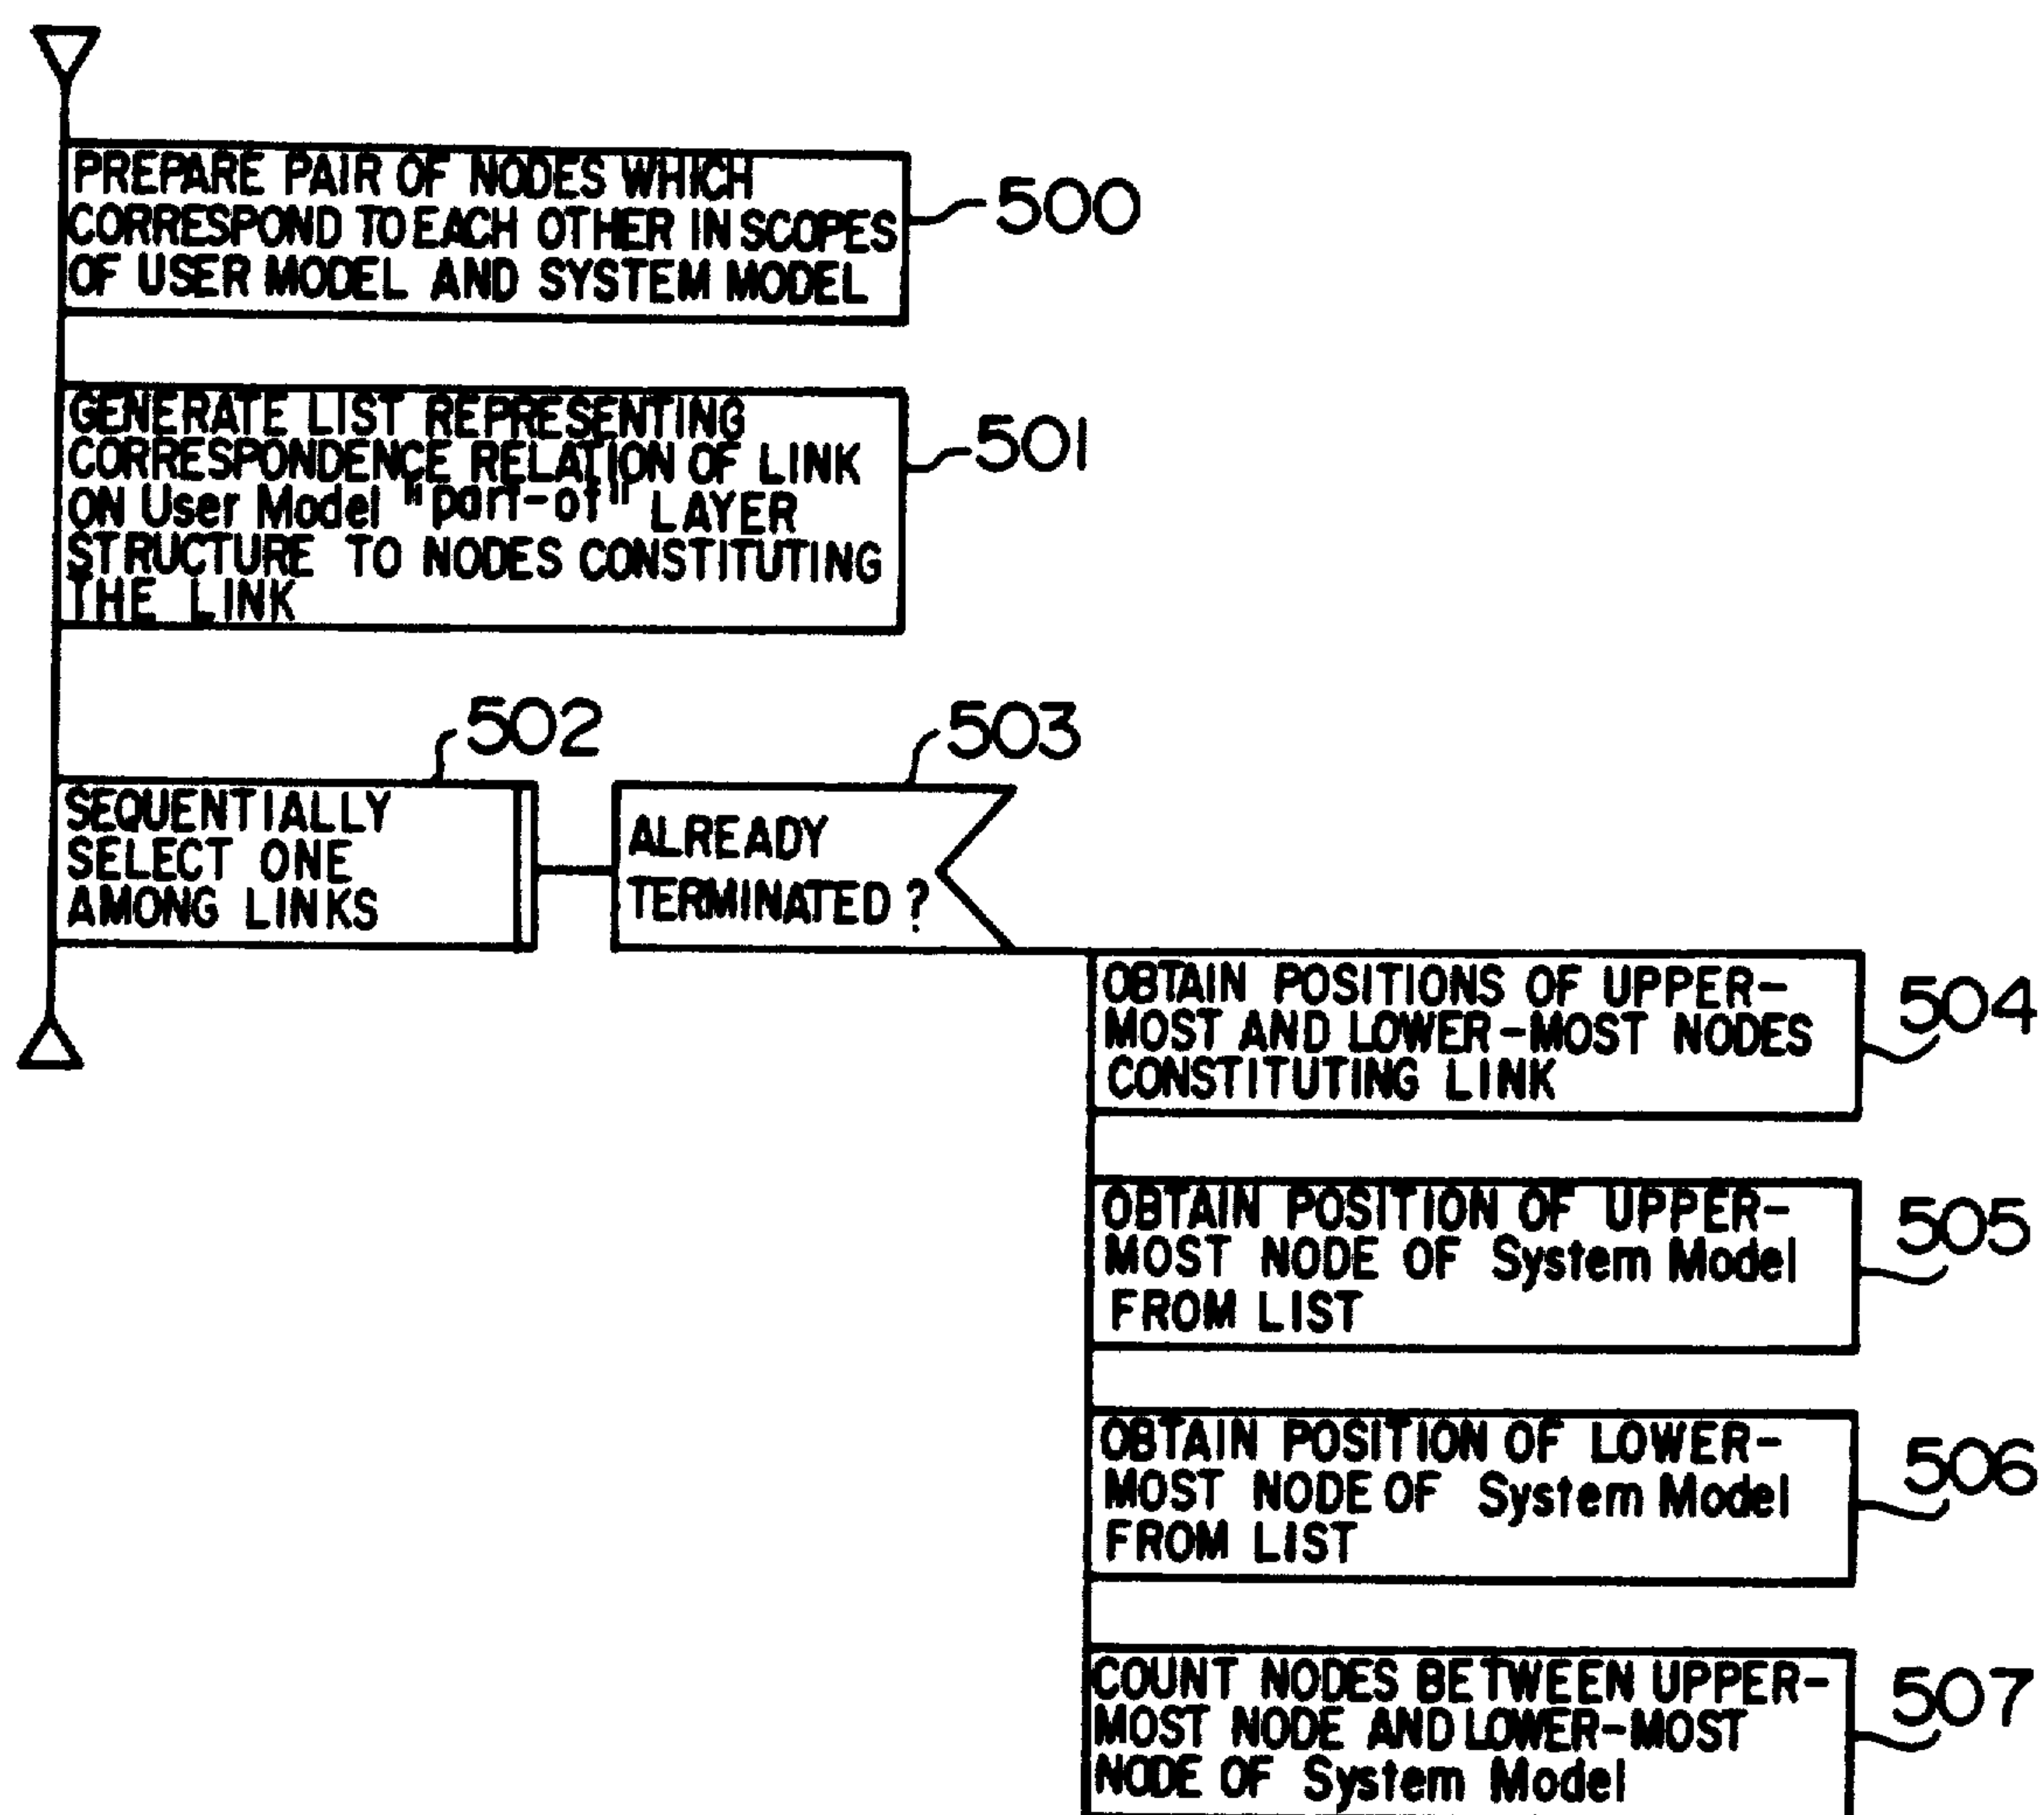 PREPARE PAIR OF NODES WHICH
CORRESPOND TO EACH OTHER IN SCOPES
OF USER MODEL AND SYSTEM MODEL
500
GENERATE LIST REPRESENTING
CORRESPONDENCE RELATION OF LINK
ON User Model "part-of" LAYER
STRUCTURE TO NODES CONSTITUTING
THE LINK
501
502
SEQUENTIALLY
SELECT ONE
AMONG LINKS
503
ALREADY
TERMINATED ?
OBTAIN POSITIONS OF UPPER-
MOST AND LOWER-MOST NODES
CONSTITUTING LINK
504
OBTAIN POSITION OF UPPER-
MOST NODE OF System Model
FROM LIST
505
OBTAIN POSITION OF LOWER-
MOST NODE OF System Model
FROM LIST
506
COUNT NODES BETWEEN UPPER-
MOST NODE AND LOWER-MOST
NODE OF System Model
507